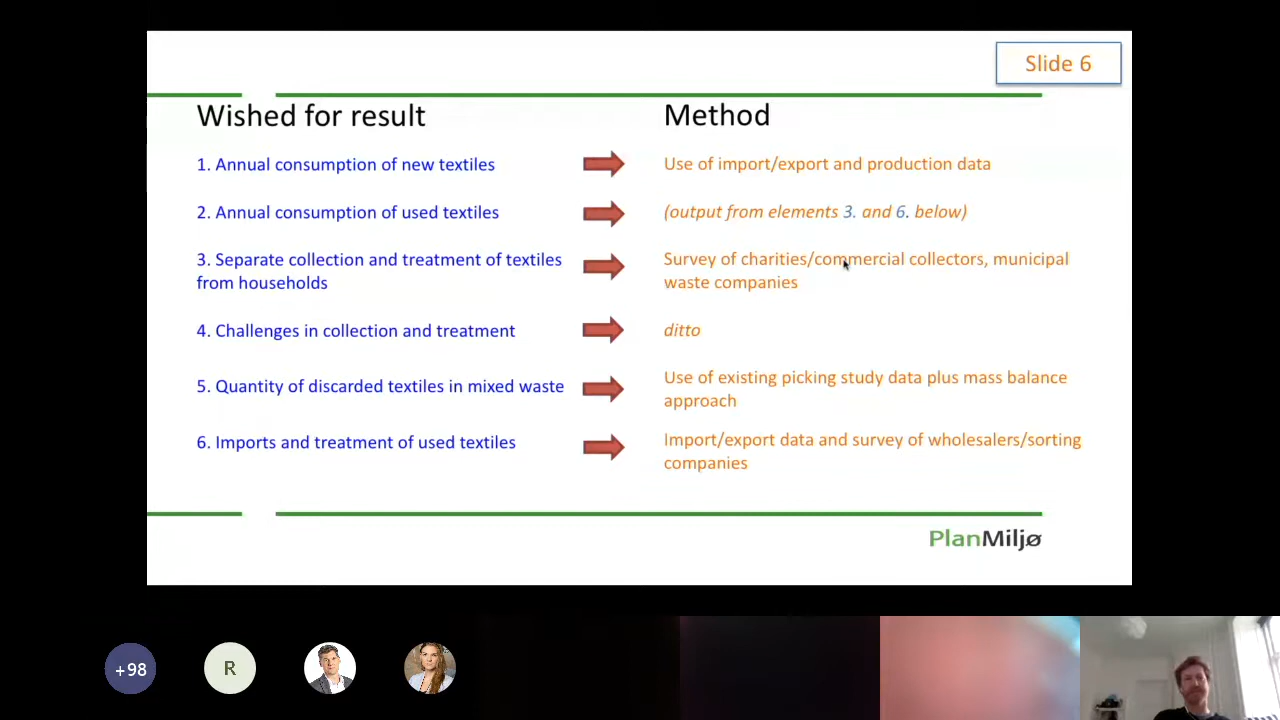 Slide 6
Wished for result
Method
1. Annual consumption of new textiles
Use of import/export and production data
2. Annual consumption of used textiles
(output from elements 3. and 6. below)
3. Separate collection and treatment of textiles
from households
Survey of charities/commercial collectors, municipal
waste companies
4. Challenges in collection and treatment
ditto
5. Quantity of discarded textiles in mixed waste
Use of existing picking study data plus mass balance
approach
6. Imports and treatment of used textiles
Import/export data and survey of wholesalers/sorting
companies
PlanMiljø
+98
R